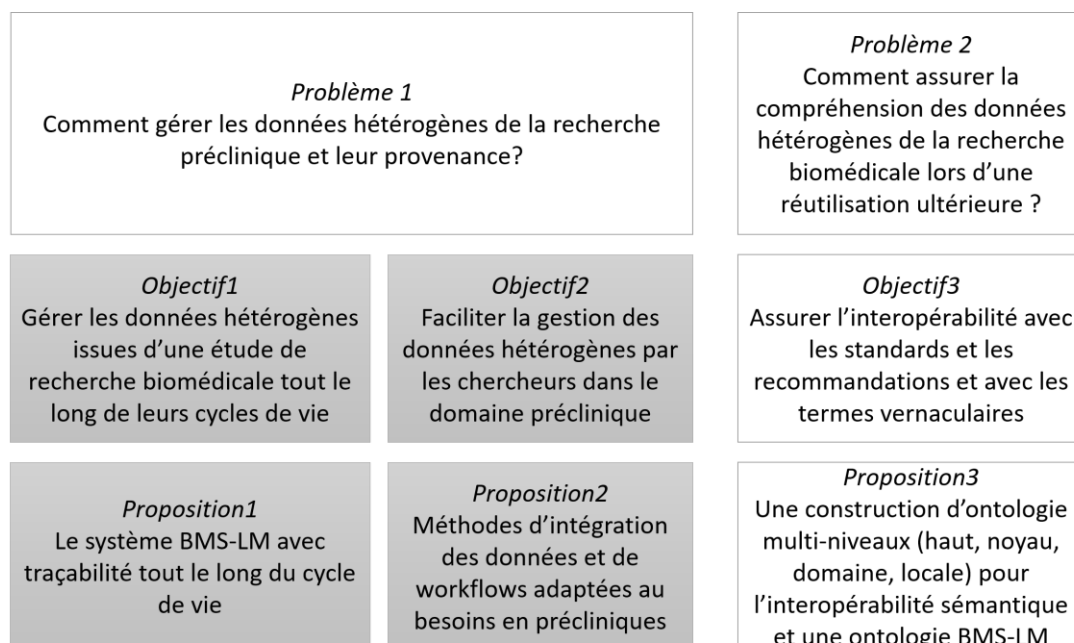 Problème 1
Comment gérer les données hétérogènes de la recherche
préclinique et leur provenance?
Problème 2
Comment assurer la
compréhension des données
hétérogènes de la recherche
biomédicale lors d’une
réutilisation ultérieure ?
Objectif1
Gérer les données hétérogènes
issues d’une étude de
recherche biomédicale tout le
long de leurs cycles de vie
Objectif2
Faciliter la gestion des
données hétérogènes par
les chercheurs dans le
domaine préclinique
Objectif3
Assurer l’interopérabilité avec
les standards et les
recommandations et avec les
termes vernaculaires
Proposition1
Le système BMS-LM avec
traçabilité tout le long du cycle
de vie
Proposition2
Méthodes d’intégration
des données et de
workflows adaptées au
besoins en précliniques
Proposition3
Une construction d’ontologie
multi-niveaux (haut, noyau,
domaine, locale) pour
l’interopérabilité sémantique
et une ontologie BMS-LM